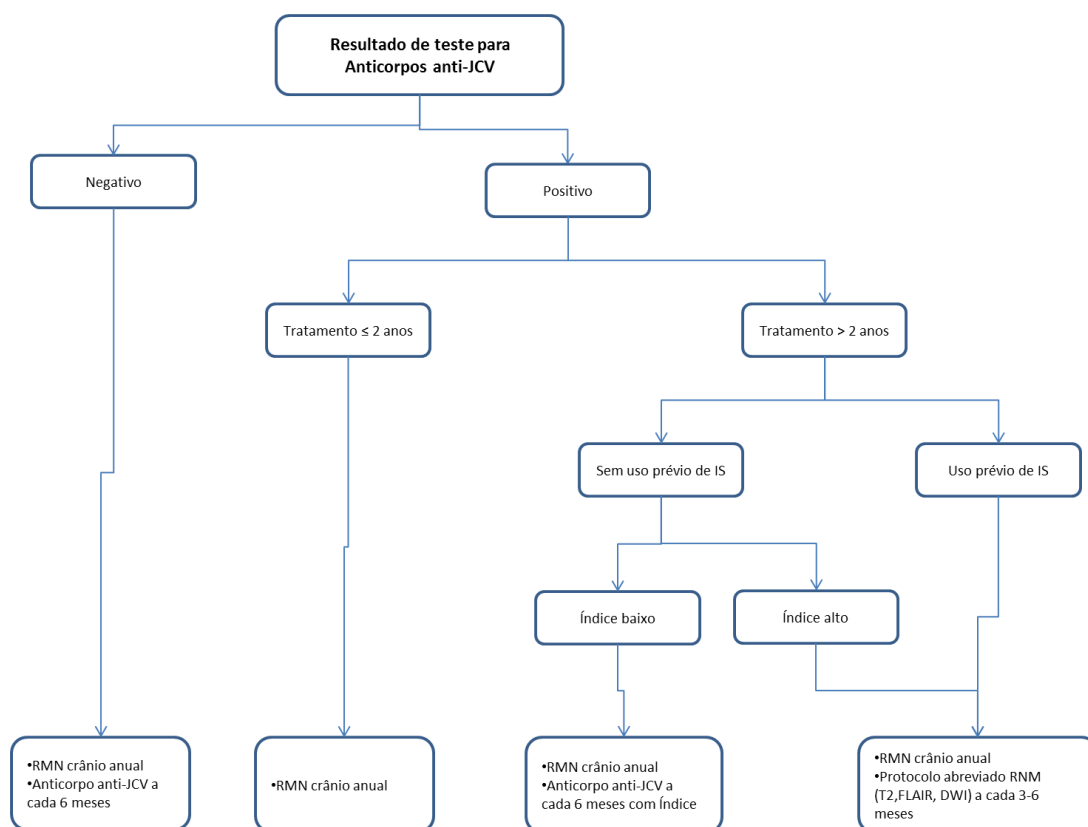 Resultado de teste para
Anticorpos anti-JCV
Negativo
Positivo
Tratamento ≤ 2 anos
Tratamento > 2 anos
Sem uso prévio de IS
Uso prévio de IS
Índice baixo
Índice alto
•RMN crânio anual
•Anticorpo anti-JCV a
cada 6 meses
•RMN crânio anual
•RMN crânio anual
•Anticorpo anti-JCV a
cada 6 meses com Índice
•RMN crânio anual
•Protocolo abreviado RNM
(T2,FLAIR, DWI) a cada 3-6
meses